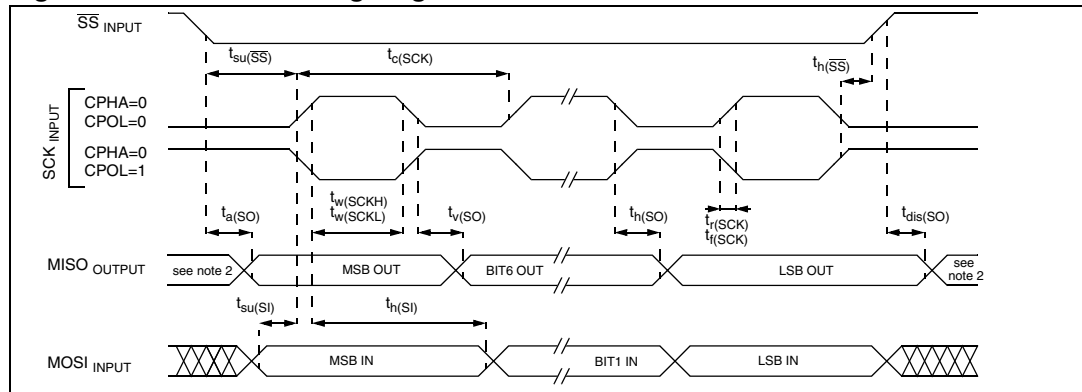 SS INPUT
tsu(SS)
tc(SCK)
th(SS)
SCK INPUT
CPHA=0
CPOL=0
CPHA=0
CPOL=1
ta(SO)
tw(SCKH)
tw(SCKL)
tv(SO)
th(SO)
tr(SCK)
tf(SCK)
tdis(SO)
MISO OUTPUT
see note 2
MSB OUT
BIT6 OUT
LSB OUT
see
note 2
tsu(SI)
th(SI)
MOSI INPUT
MSB IN
BIT1 IN
LSB IN